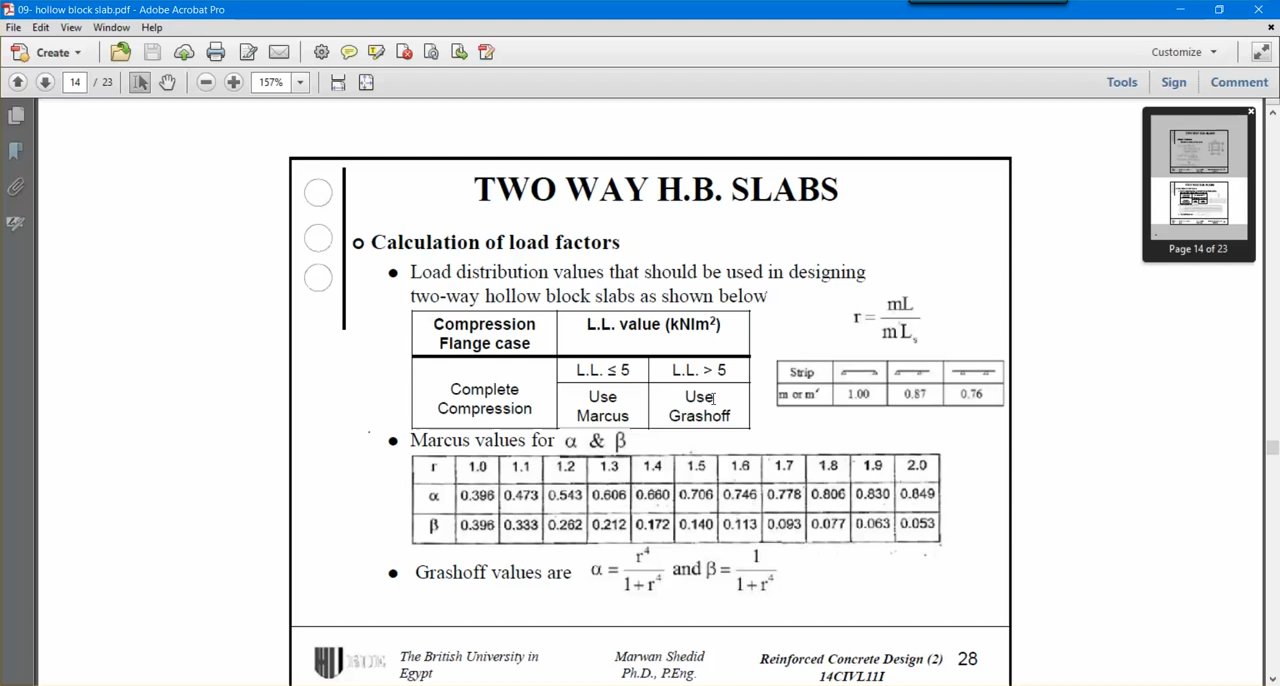 09- hollow block slab.pdf - Adobe Acrobat Pro
File Edit View Window Help
Create Customize
14 / 23 157% Tools Sign Comment
TWO WAY H.B. SLABS
Calculation of load factors
• Load distribution values that should be used in designing
two-way hollow block slabs as shown below
r = mL / m'Ls
Compression Flange case L.L. value (kNlm²)
L.L. ≤ 5 L.L. > 5
Complete Compression Use Marcus Use Grashoff
Strip
m or m' 1.00 0.87 0.76
• Marcus values for α & β
r 1.0 1.1 1.2 1.3 1.4 1.5 1.6 1.7 1.8 1.9 2.0
α 0.396 0.473 0.543 0.606 0.660 0.706 0.746 0.778 0.806 0.830 0.849
β 0.396 0.333 0.262 0.212 0.172 0.140 0.113 0.093 0.077 0.063 0.053
• Grashoff values are α = r⁴ / 1+r⁴ and β = 1 / 1+r⁴
The British University in Egypt
Marwan Shedid
Ph.D., P.Eng.
Reinforced Concrete Design (2)
14CIVL11I
28
Page 14 of 23